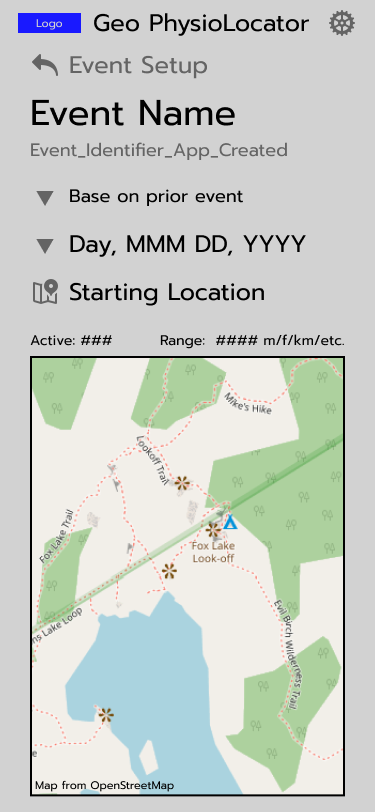 Logo
Geo PhysioLocator
Event Setup
Event Name
Event_Identifier_App_Created
Base on prior event
Day, MMM DD, YYYY
Starting Location
Active: ### Range: #### m/f/km/etc.
Mike's Hike
Lookoff Trail
Fox Lake Trail
Fox Lake
Look-off
ns Lake Loop
Evil Birch Wilderness Trail
e
Map from OpenStreetMap